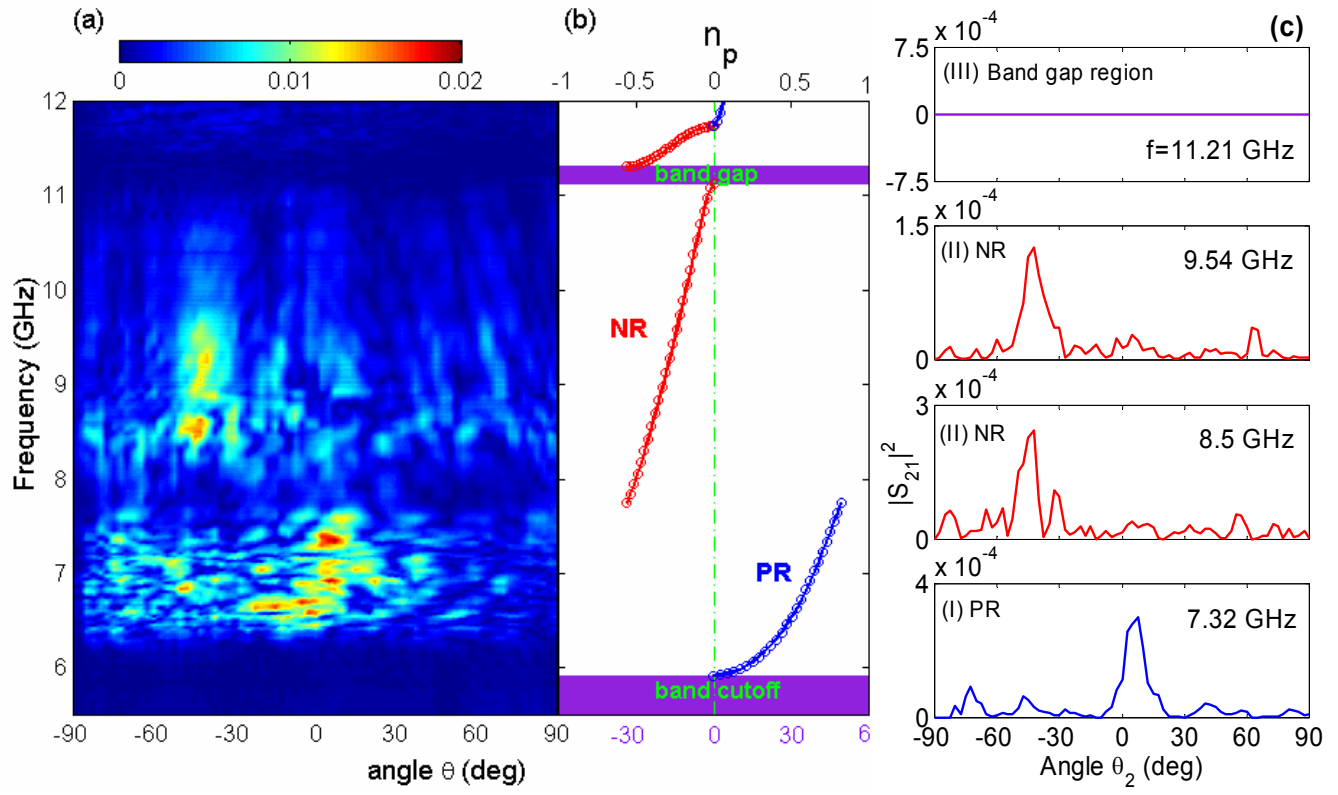 (a)
0 0.01 0.02
12
11
10
9
8
7
6
Frequency (GHz)
-90 -60 -30 0 30 60 90
angle θ (deg)
(b)
n_p
-1 -0.5 0 0.5 1
band gap
NR
PR
band cutoff
-30 0 6
(c)
x 10^-4
7.5
0
-7.5
(III) Band gap region
f=11.21 GHz
x 10^-4
1.5
0
(II) NR
9.54 GHz
x 10^-4
3
0
(II) NR
8.5 GHz
|S_21|^2
x 10^-4
4
0
(I) PR
7.32 GHz
-90 -60 -30 0 30 60 90
Angle θ_2 (deg)